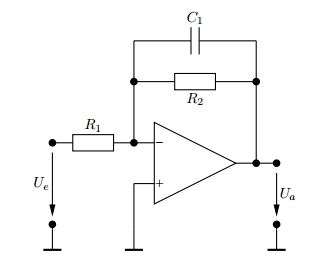 C₁
R₂
R₁
−
+
Uₑ
Uₐ